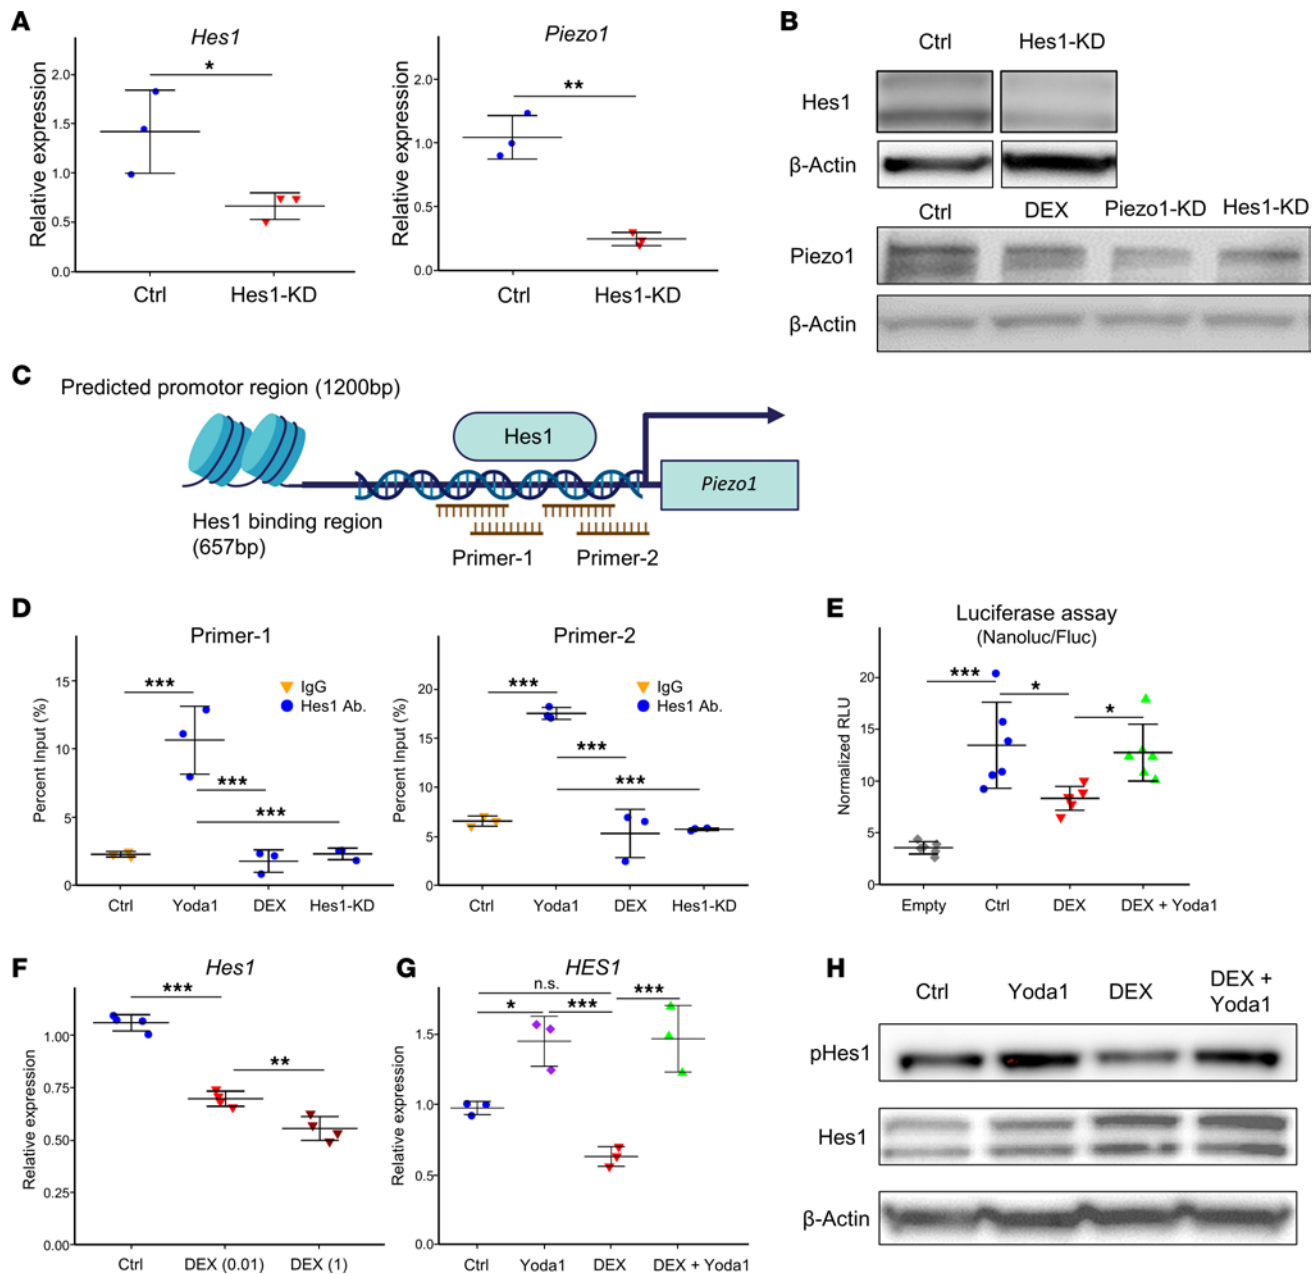 A
Hes1
Relative expression
2.0
1.5
1.0
0.5
0.0
*
Ctrl
Hes1-KD
Piezo1
Relative expression
2.0
1.0
0.5
0.0
**
Ctrl
Hes1-KD
B
Ctrl
Hes1-KD
Hes1
β-Actin
Ctrl
DEX
Piezo1-KD
Hes1-KD
Piezo1
β-Actin
C
Predicted promotor region (1200bp)
Hes1
Piezo1
Hes1 binding region
(657bp)
Primer-1
Primer-2
D
Primer-1
Percent Input (%)
15
10
5
0
***
***
***
IgG
Hes1 Ab.
Ctrl
Yoda1
DEX
Hes1-KD
Primer-2
Percent Input (%)
20
15
10
5
0
***
***
***
IgG
Hes1 Ab.
Ctrl
Yoda1
DEX
Hes1-KD
E
Luciferase assay
(Nanoluc/Fluc)
Normalized RLU
20
15
10
5
0
***
*
*
Empty
Ctrl
DEX
DEX + Yoda1
F
Hes1
Relative expression
1.00
0.75
0.50
0.00
***
**
Ctrl
DEX (0.01)
DEX (1)
G
HES1
Relative expression
1.5
1.0
0.5
0.0
n.s.
*
***
***
Ctrl
Yoda1
DEX
DEX + Yoda1
H
Ctrl
Yoda1
DEX
DEX +
Yoda1
pHes1
Hes1
β-Actin